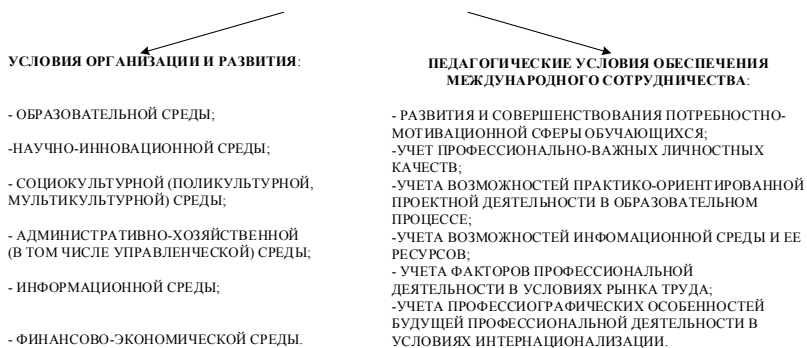 УСЛОВИЯ ОРГАНИЗАЦИИ И РАЗВИТИЯ:
- ОБРАЗОВАТЕЛЬНОЙ СРЕДЫ;
-НАУЧНО-ИННОВАЦИОННОЙ СРЕДЫ;
- СОЦИОКУЛЬТУРНОЙ (ПОЛИКУЛЬТУРНОЙ,
МУЛЬТИКУЛЬТУРНОЙ) СРЕДЫ;
- АДМИНИСТРАТИВНО-ХОЗЯЙСТВЕННОЙ
(В ТОМ ЧИСЛЕ УПРАВЛЕНЧЕСКОЙ) СРЕДЫ;
- ИНФОРМАЦИОННОЙ СРЕДЫ;
- ФИНАНСОВО-ЭКОНОМИЧЕСКОЙ СРЕДЫ.
ПЕДАГОГИЧЕСКИЕ УСЛОВИЯ ОБЕСПЕЧЕНИЯ
МЕЖДУНАРОДНОГО СОТРУДНИЧЕСТВА:
- РАЗВИТИЯ И СОВЕРШЕНСТВОВАНИЯ ПОТРЕБНОСТНО-
МОТИВАЦИОННОЙ СФЕРЫ ОБУЧАЮЩИХСЯ;
-УЧЕТ ПРОФЕССИОНАЛЬНО-ВАЖНЫХ ЛИЧНОСТНЫХ
КАЧЕСТВ;
-УЧЕТА ВОЗМОЖНОСТЕЙ ПРАКТИКО-ОРИЕНТИРОВАННОЙ
ПРОЕКТНОЙ ДЕЯТЕЛЬНОСТИ В ОБРАЗОВАТЕЛЬНОМ
ПРОЦЕССЕ;
-УЧЕТА ВОЗМОЖНОСТЕЙ ИНФОМАЦИОННОЙ СРЕДЫ И ЕЕ
РЕСУРСОВ;
- УЧЕТА ФАКТОРОВ ПРОФЕССИОНАЛЬНОЙ
ДЕЯТЕЛЬНОСТИ В УСЛОВИЯХ РЫНКА ТРУДА;
-УЧЕТА ПРОФЕССИОГРАФИЧЕСКИХ ОСОБЕННОСТЕЙ
БУДУЩЕЙ ПРОФЕССИОНАЛЬНОЙ ДЕЯТЕЛЬНОСТИ В
УСЛОВИЯХ ИНТЕРНАЦИОНАЛИЗАЦИИ.